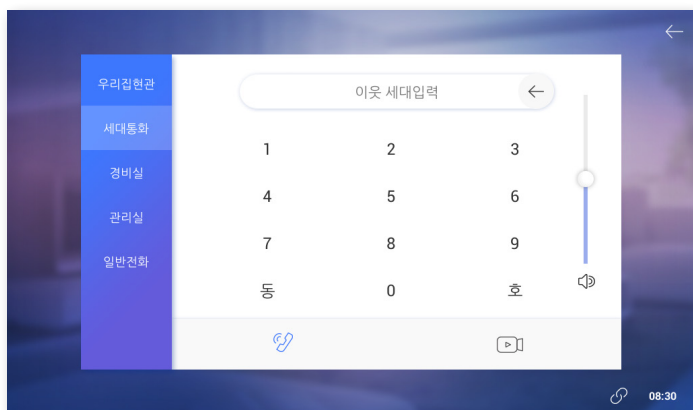 우리집현관
세대통화
경비실
관리실
일반전화
이웃 세대입력
1 2 3
4 5 6
7 8 9
동 0 호
08:30